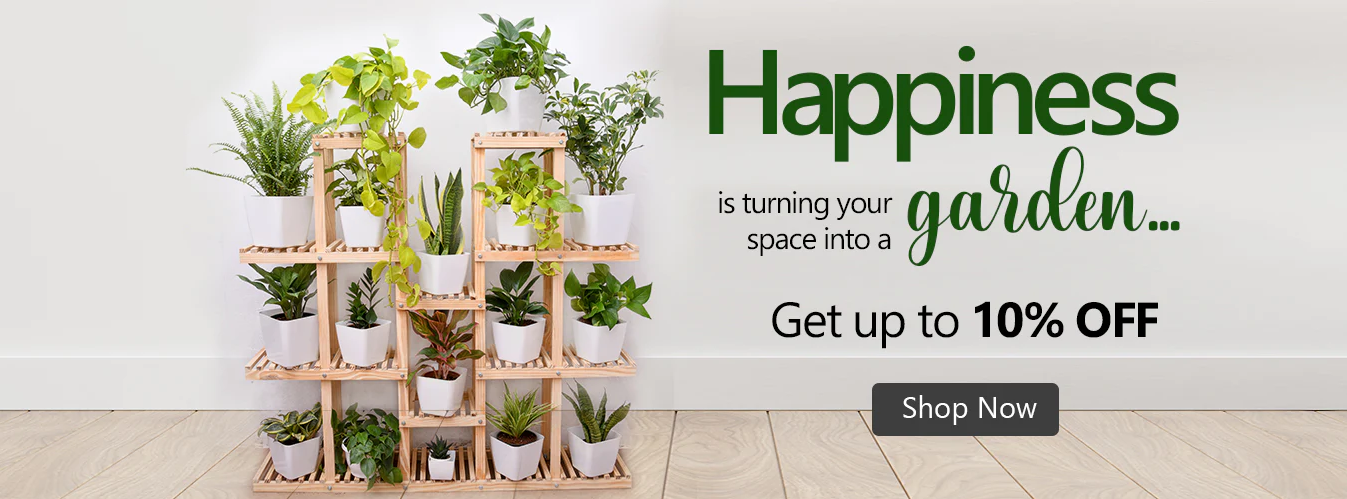 Happiness
is turning your
space into a garden...
Get up to 10% OFF
Shop Now